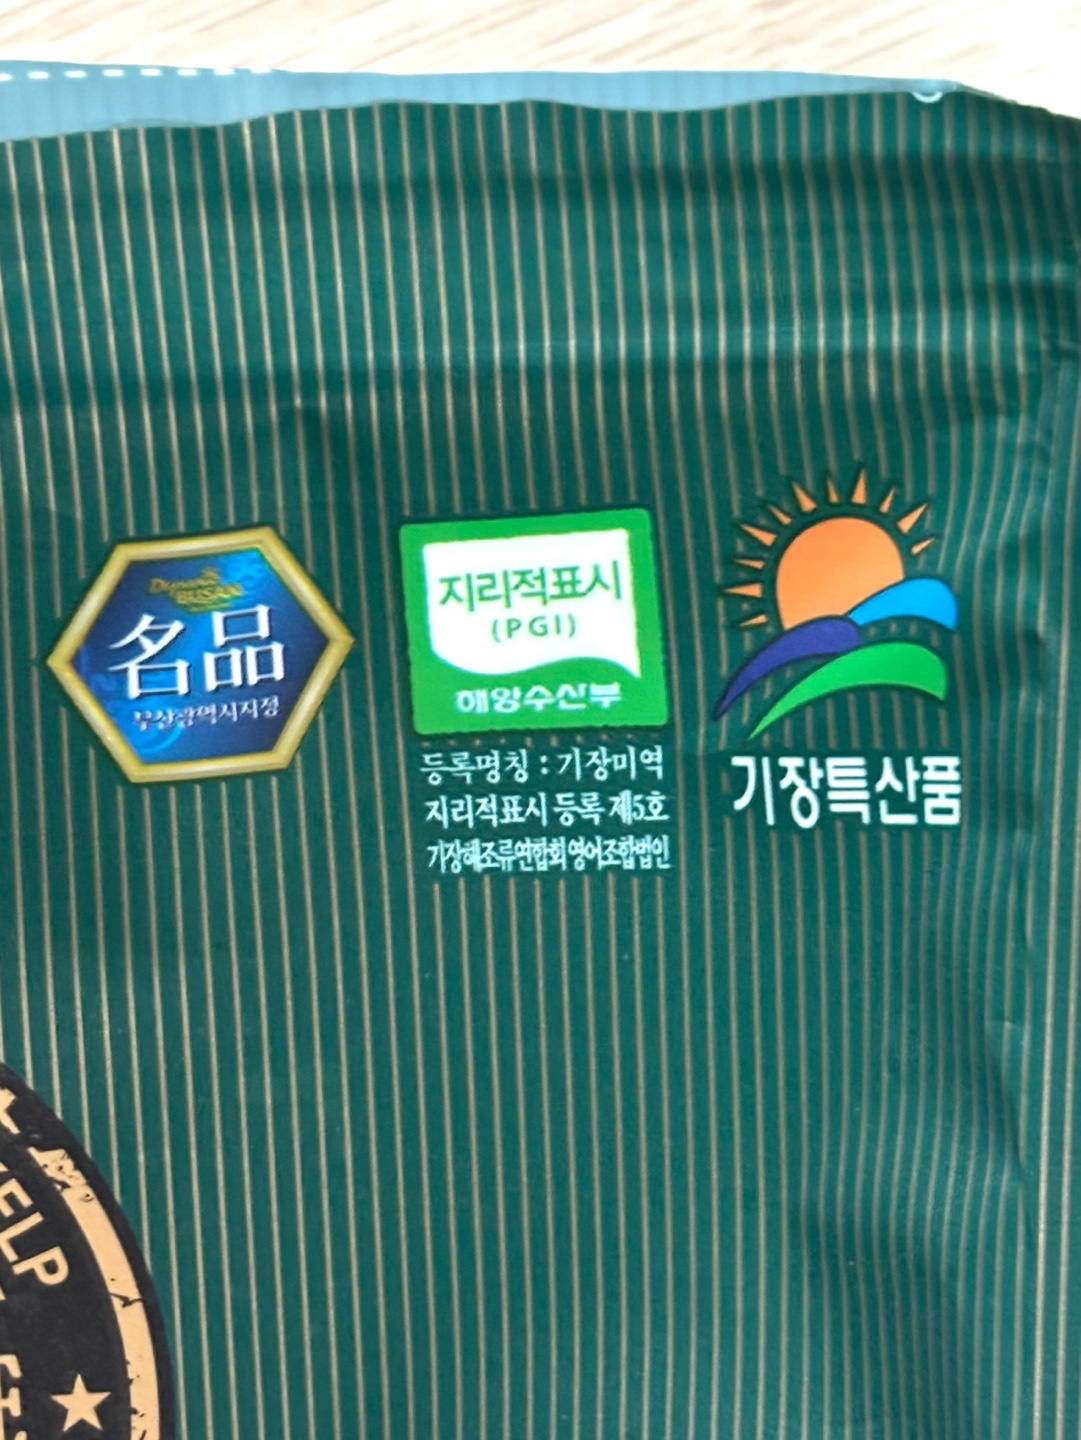 Dynamic
BUSAN
名品
부산광역시지정
지리적표시
(PGI)
해양수산부
등록명칭 : 기장미역
지리적표시 등록 제5호
기장해조류연합회 영어조합법인
기장특산품
ELP